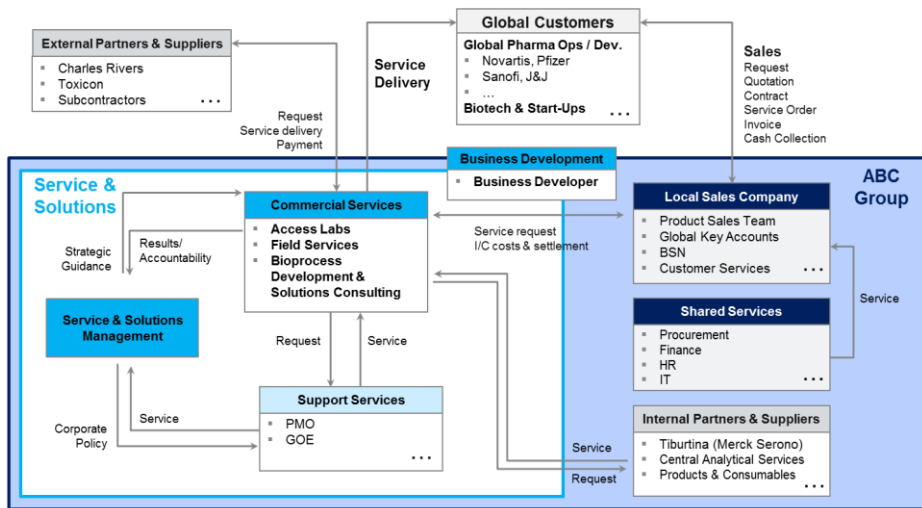 Global Customers
Global Pharma Ops / Dev.
Novartis, Pfizer
Sanofi, J&J
…
Biotech & Start-Ups
...
External Partners & Suppliers
Charles Rivers
Toxicon
Subcontractors
...
Service
Delivery
Sales
Request
Quotation
Contract
Service Order
Invoice
Cash Collection
Request
Service delivery
Payment
Business Development
Business Developer
Service &
Solutions
ABC
Group
Commercial Services
Access Labs
Field Services
Bioprocess
Development &
Solutions Consulting
Service request
I/C costs & settlement
Local Sales Company
Product Sales Team
Global Key Accounts
BSN
Customer Services
...
Strategic
Guidance
Results/
Accountability
Service
Service & Solutions
Management
Shared Services
Procurement
Finance
HR
IT
...
Request
Service
Support Services
PMO
GOE
...
Service
Corporate
Policy
Internal Partners & Suppliers
Tiburtina (Merck Serono)
Central Analytical Services
Products & Consumables
...
Service
Request